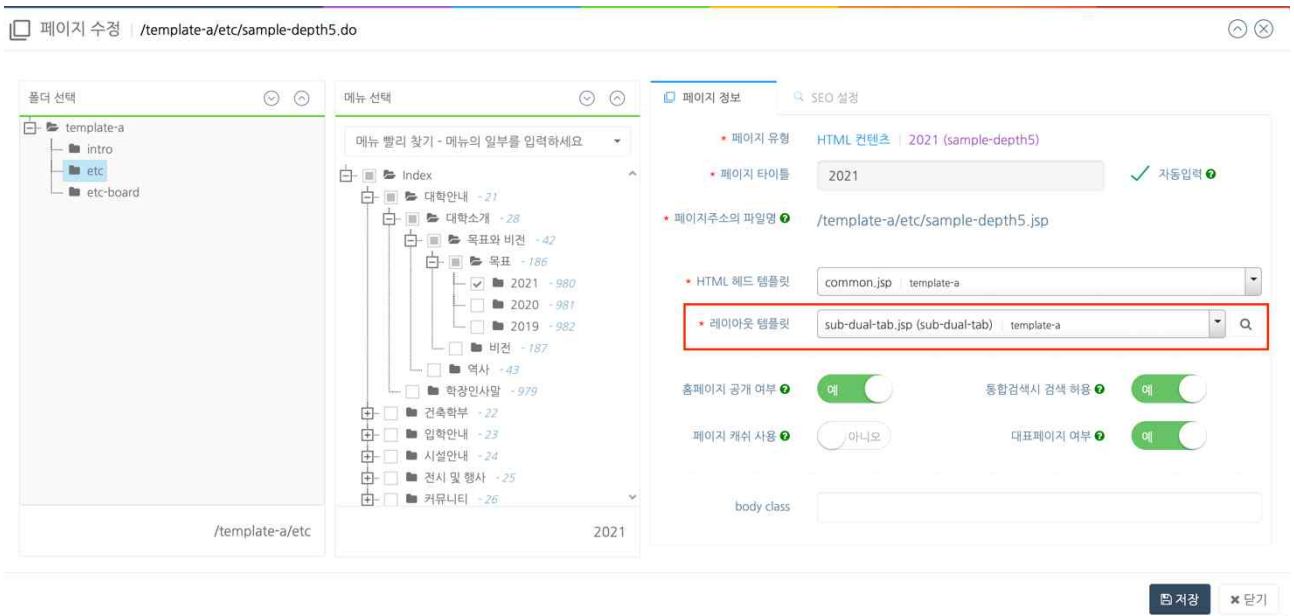 페이지 수정 /template-a/etc/sample-depth5.do
폴더 선택
template-a
intro
etc
etc-board
/template-a/etc
메뉴 선택
메뉴 빨리 찾기 - 메뉴의 일부를 입력하세요
Index
대학안내 - 21
대학소개 - 28
목표와 비전 - 42
목표 - 186
2021 - 980
2020 - 981
2019 - 982
비전 - 187
역사 - 43
학장인사말 - 979
건축학부 - 22
입학안내 - 23
시설안내 - 24
전시 및 행사 - 25
커뮤니티 - 26
2021
페이지 정보 SEO 설정
* 페이지 유형 HTML 컨텐츠 2021 (sample-depth5)
* 페이지 타이틀 2021 자동입력
* 페이지주소의 파일명 /template-a/etc/sample-depth5.jsp
* HTML 헤드 템플릿 common.jsp template-a
* 레이아웃 템플릿 sub-dual-tab.jsp (sub-dual-tab) template-a
홈페이지 공개 여부 예 통합검색시 검색 허용 예
페이지 캐쉬 사용 아니오 대표페이지 여부 예
body class
저장 닫기